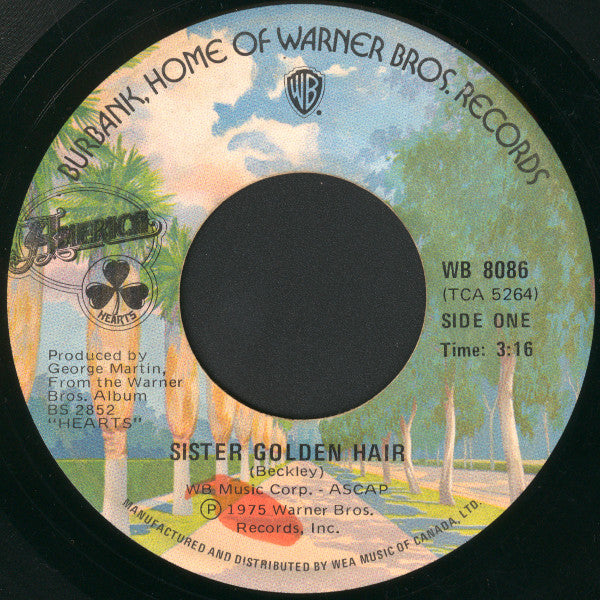 BURBANK, HOME OF WARNER BROS. RECORDS
WB
AMERICA
HEARTS
WB 8086
(TCA 5264)
SIDE ONE
Time: 3:16
Produced by
George Martin,
From the Warner
Bros. Album
BS 2852
"HEARTS"
SISTER GOLDEN HAIR
(Beckley)
WB Music Corp. - ASCAP
Ⓟ 1975 Warner Bros.
Records, Inc.
MANUFACTURED AND DISTRIBUTED BY WEA MUSIC OF CANADA, LTD.